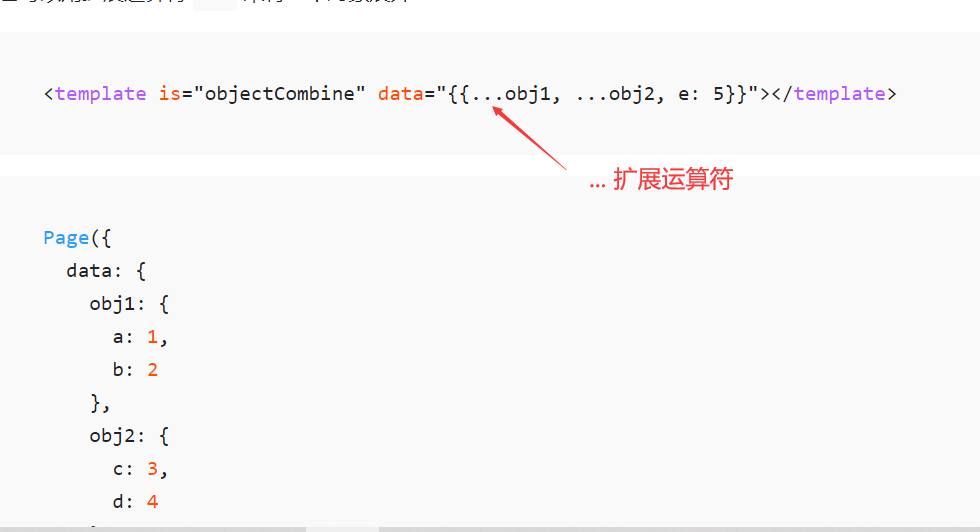 <template is="objectCombine" data="{{...obj1, ...obj2, e: 5}}"></template>
... 扩展运算符
Page({
data: {
obj1: {
a: 1,
b: 2
},
obj2: {
c: 3,
d: 4